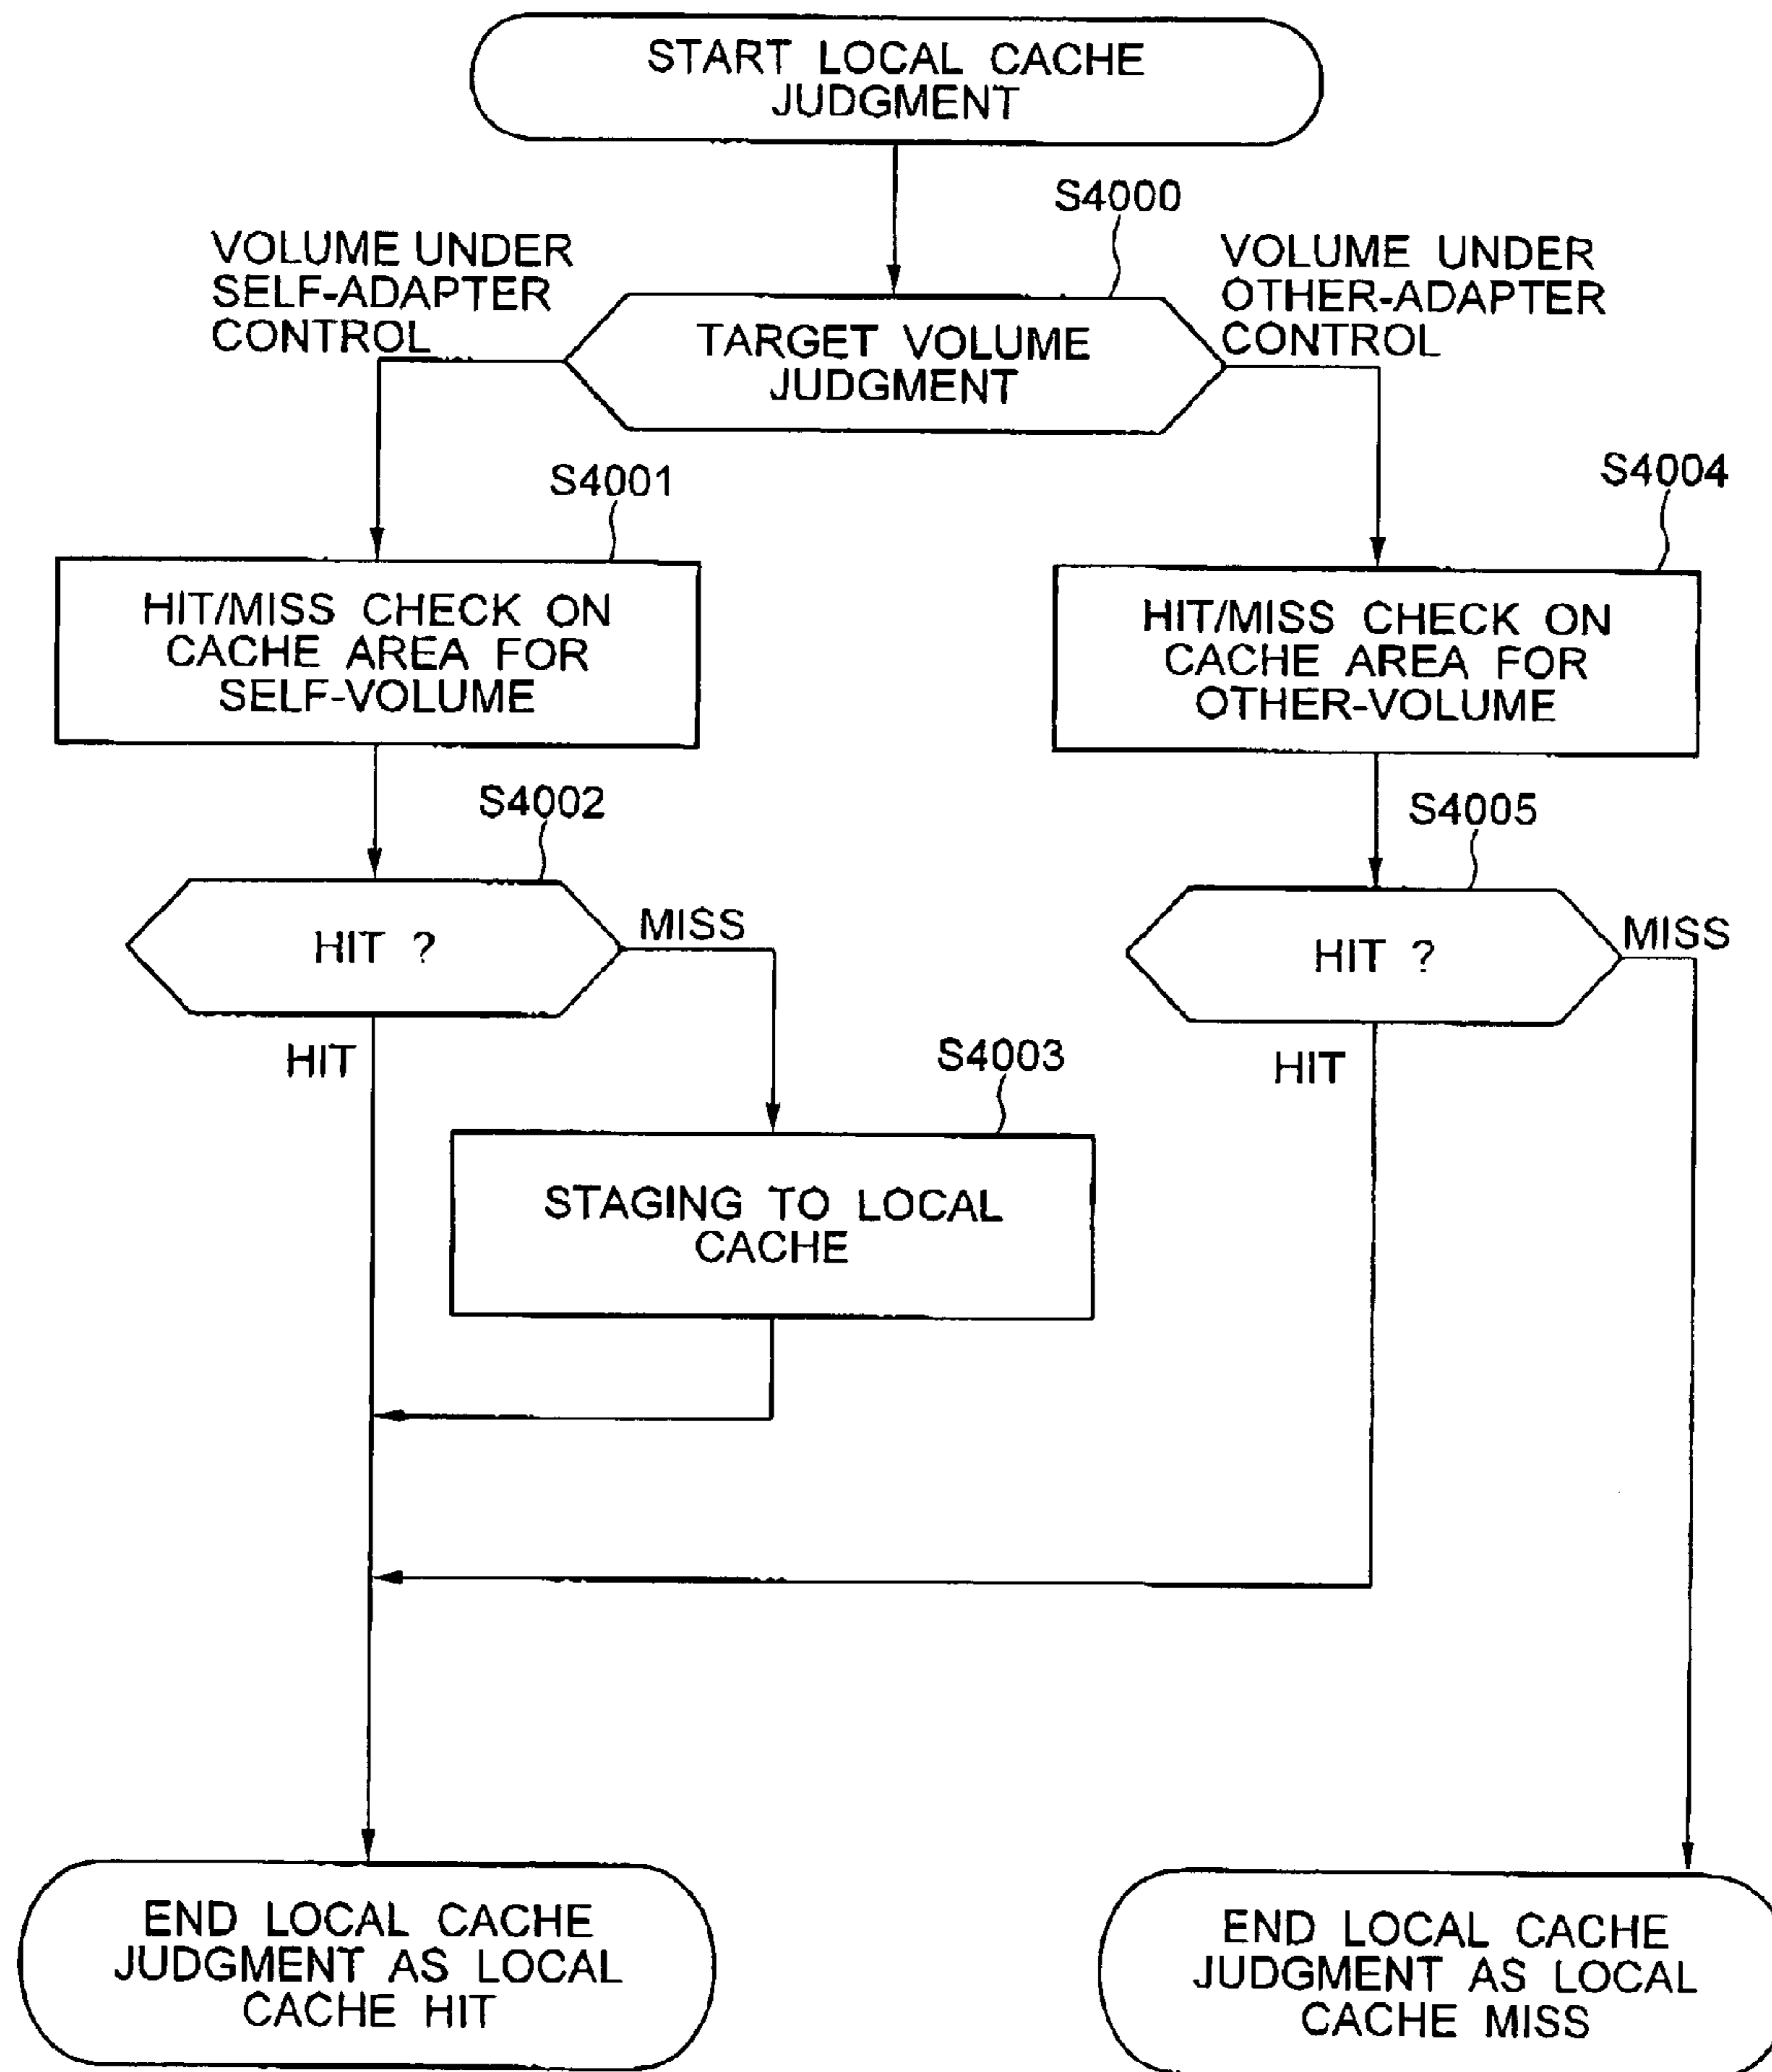 START LOCAL CACHE
JUDGMENT
S4000
VOLUME UNDER
SELF-ADAPTER
CONTROL
VOLUME UNDER
OTHER-ADAPTER
CONTROL
TARGET VOLUME
JUDGMENT
S4001
S4004
HIT/MISS CHECK ON
CACHE AREA FOR
SELF-VOLUME
HIT/MISS CHECK ON
CACHE AREA FOR
OTHER-VOLUME
S4002
S4005
HIT ?
MISS
HIT ?
MISS
HIT
S4003
HIT
STAGING TO LOCAL
CACHE
END LOCAL CACHE
JUDGMENT AS LOCAL
CACHE HIT
END LOCAL CACHE
JUDGMENT AS LOCAL
CACHE MISS